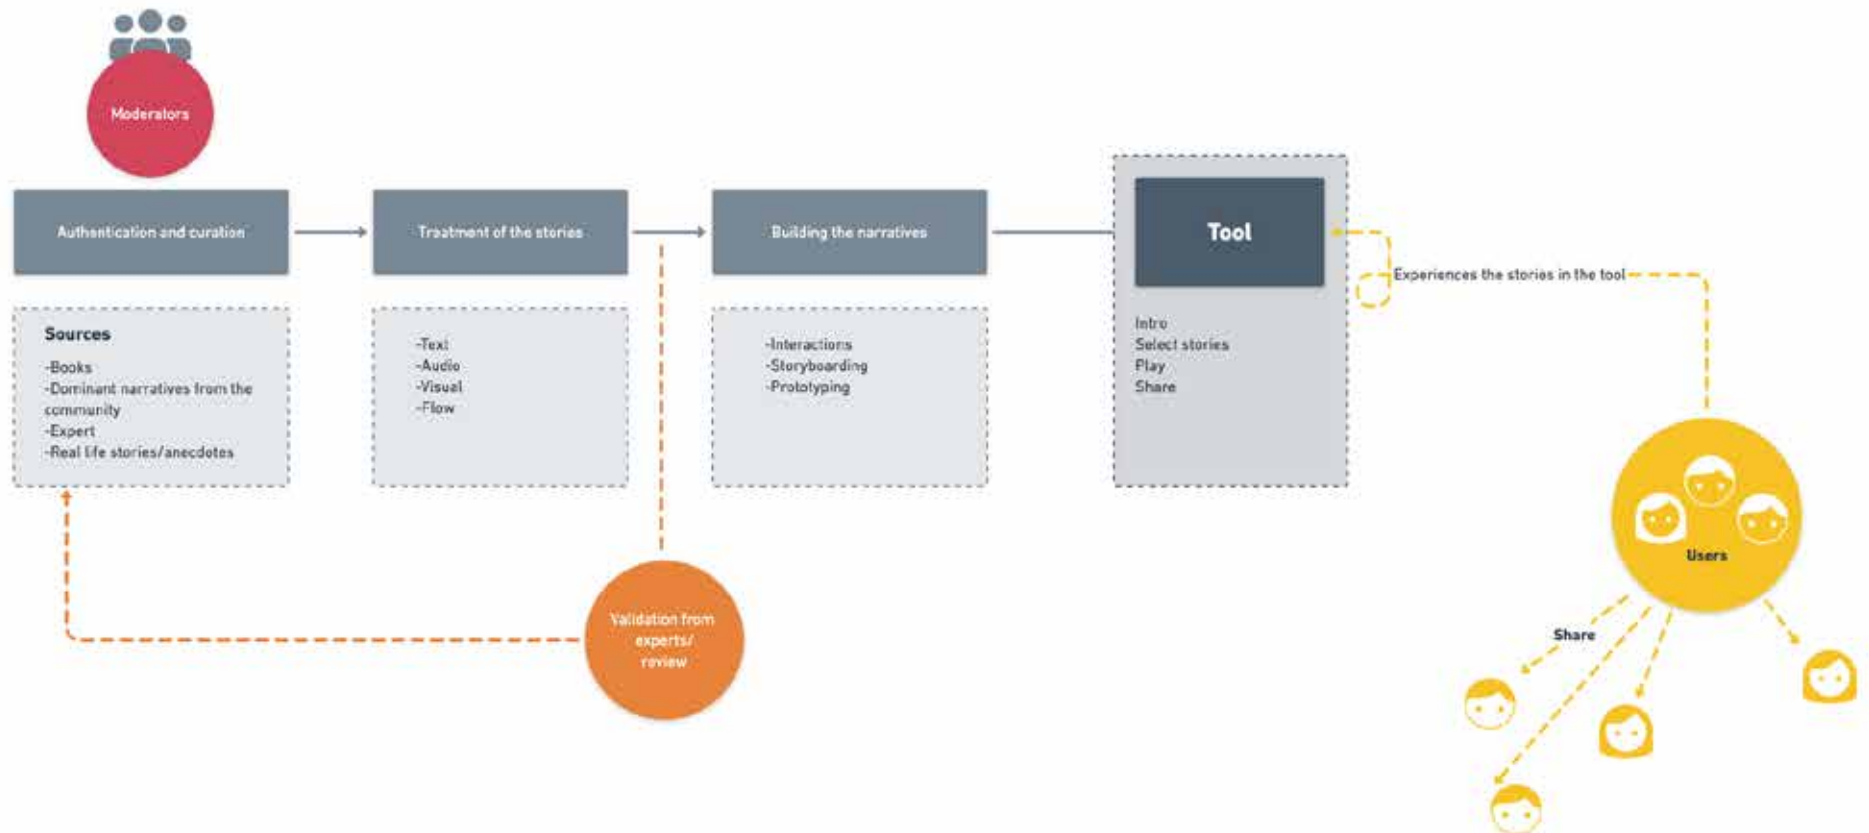 Moderators
Authentication and curation
Treatment of the stories
Building the narratives
Tool
Experiences the stories in the tool
Sources
-Books
-Dominant narratives from the
community
-Expert
-Real life stories/anecdotes
-Text
-Audio
-Visual
-Flow
-Interactions
-Storyboarding
-Prototyping
Intro
Select stories
Play
Share
Users
Validation from
experts/
review
Share